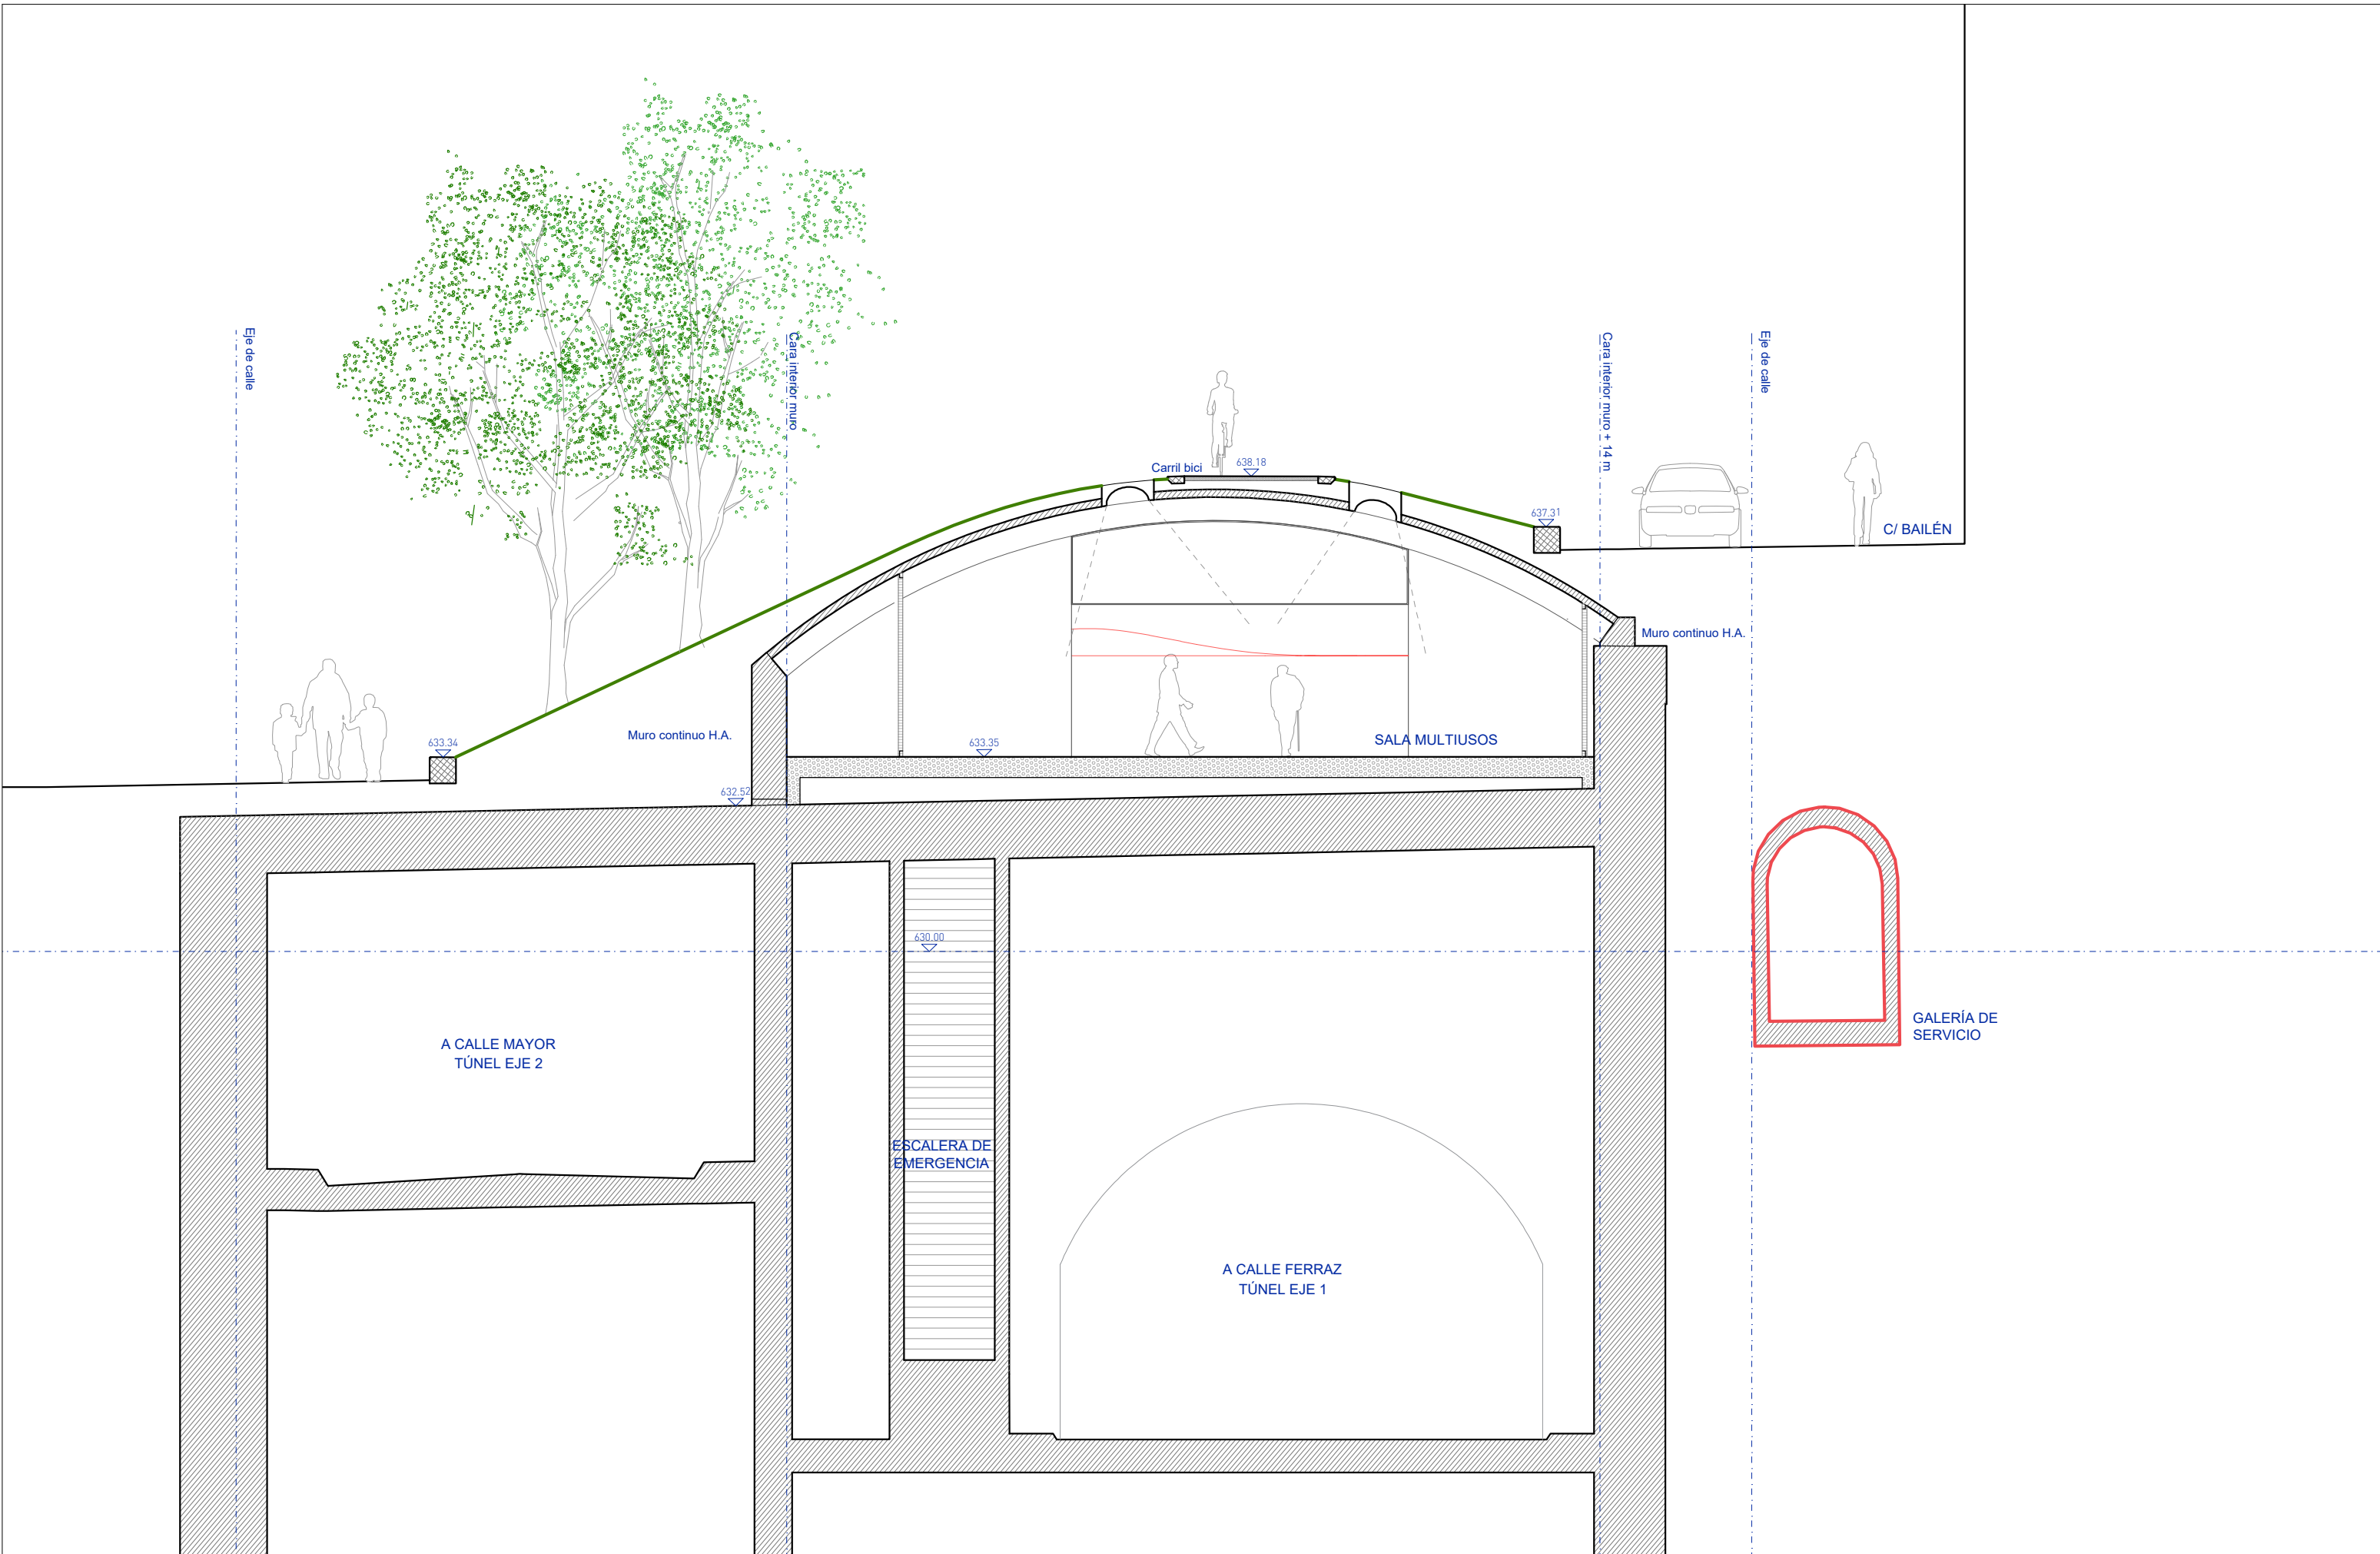 Eje de calle
Cara interior muro
Cara interior muro + 14 m
Eje de calle
Carril bici
638.18
637.31
C/ BAILÉN
Muro continuo H.A.
Muro continuo H.A.
633.34
633.35
SALA MULTIUSOS
632.52
630.00
GALERÍA DE
SERVICIO
A CALLE MAYOR
TÚNEL EJE 2
ESCALERA DE
EMERGENCIA
A CALLE FERRAZ
TÚNEL EJE 1